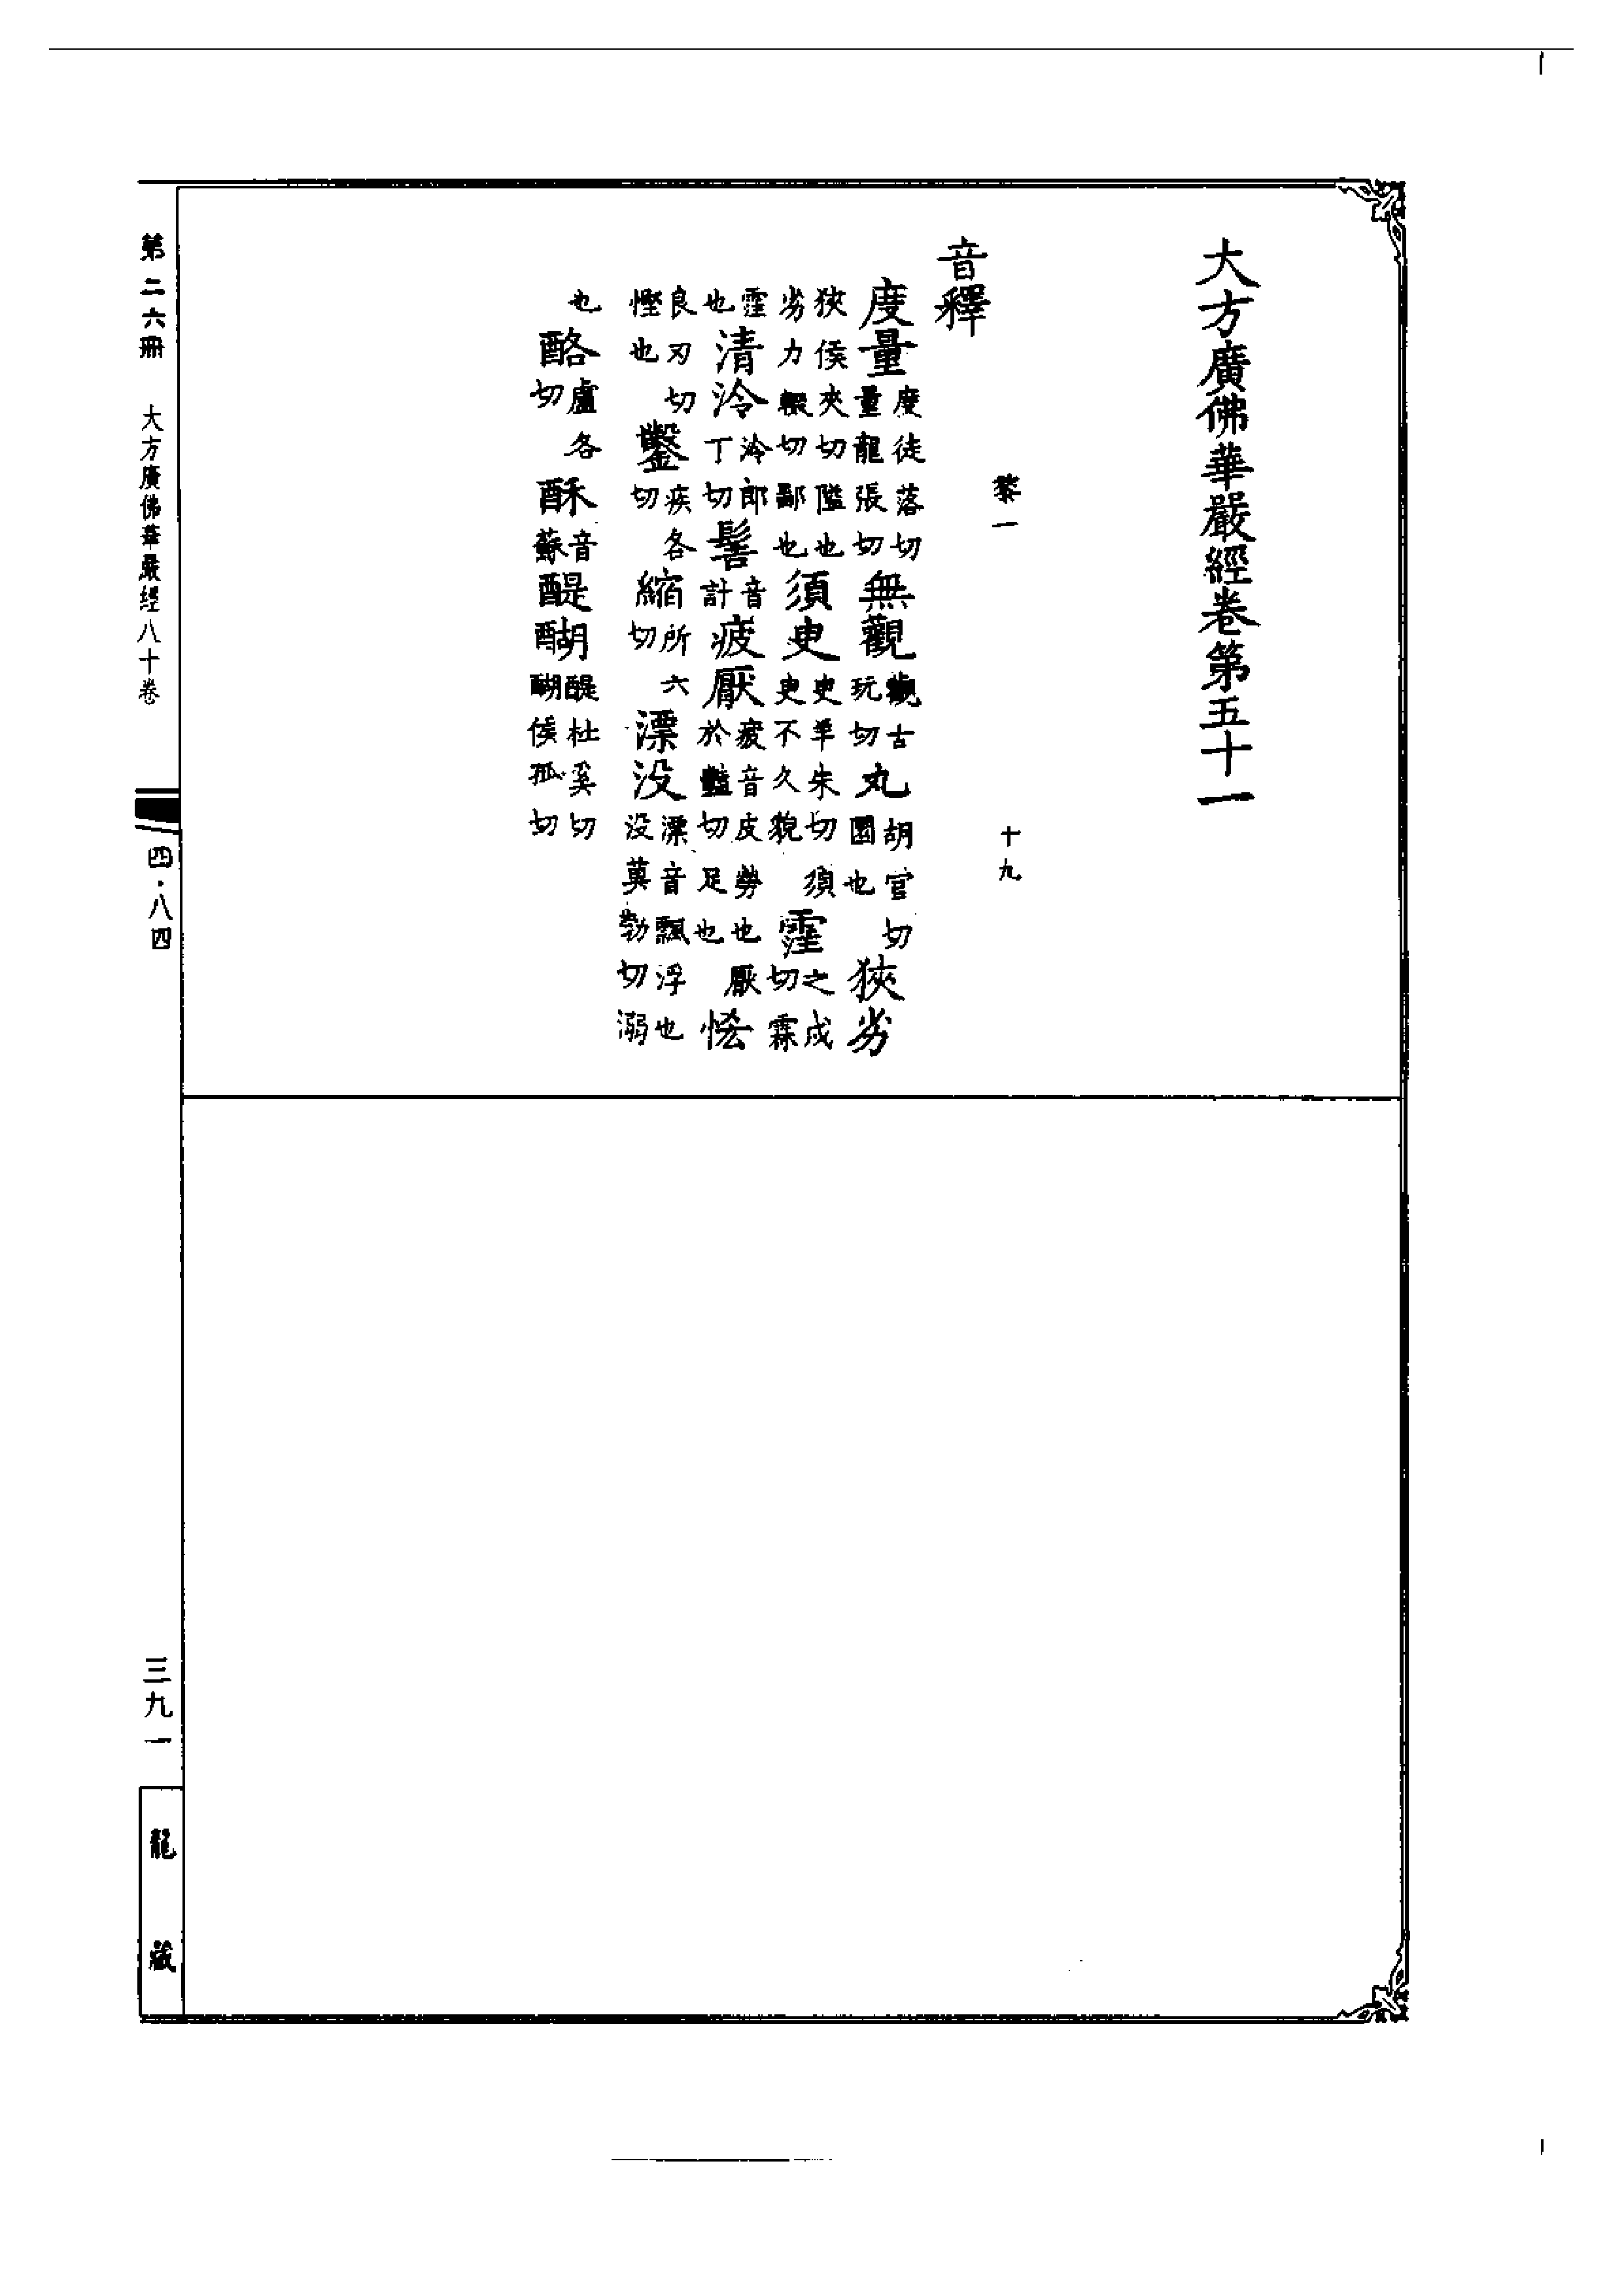 大方廣佛華嚴經卷第五十一
黎一 十九
音釋
度量度徒落切量龍張切無觀觀古玩切丸胡官切圜也狹劣
狹侯夾切隘也劣力輟切鄙也須臾臾羊朱切須臾不久貌霔之戍切霖
霔也清泠泠郎丁切髻音計疲厭疲音皮勞也厭於豔切足也悋
良刃切慳也鑿疾各切縮所六切漂没漂音飄浮也没莫勃切溺
也酪盧各切酥音蘇醍醐醍杜奚切醐侯孤切
第二六冊 大方廣佛華嚴經八十卷
四·八四
三九一
龍藏